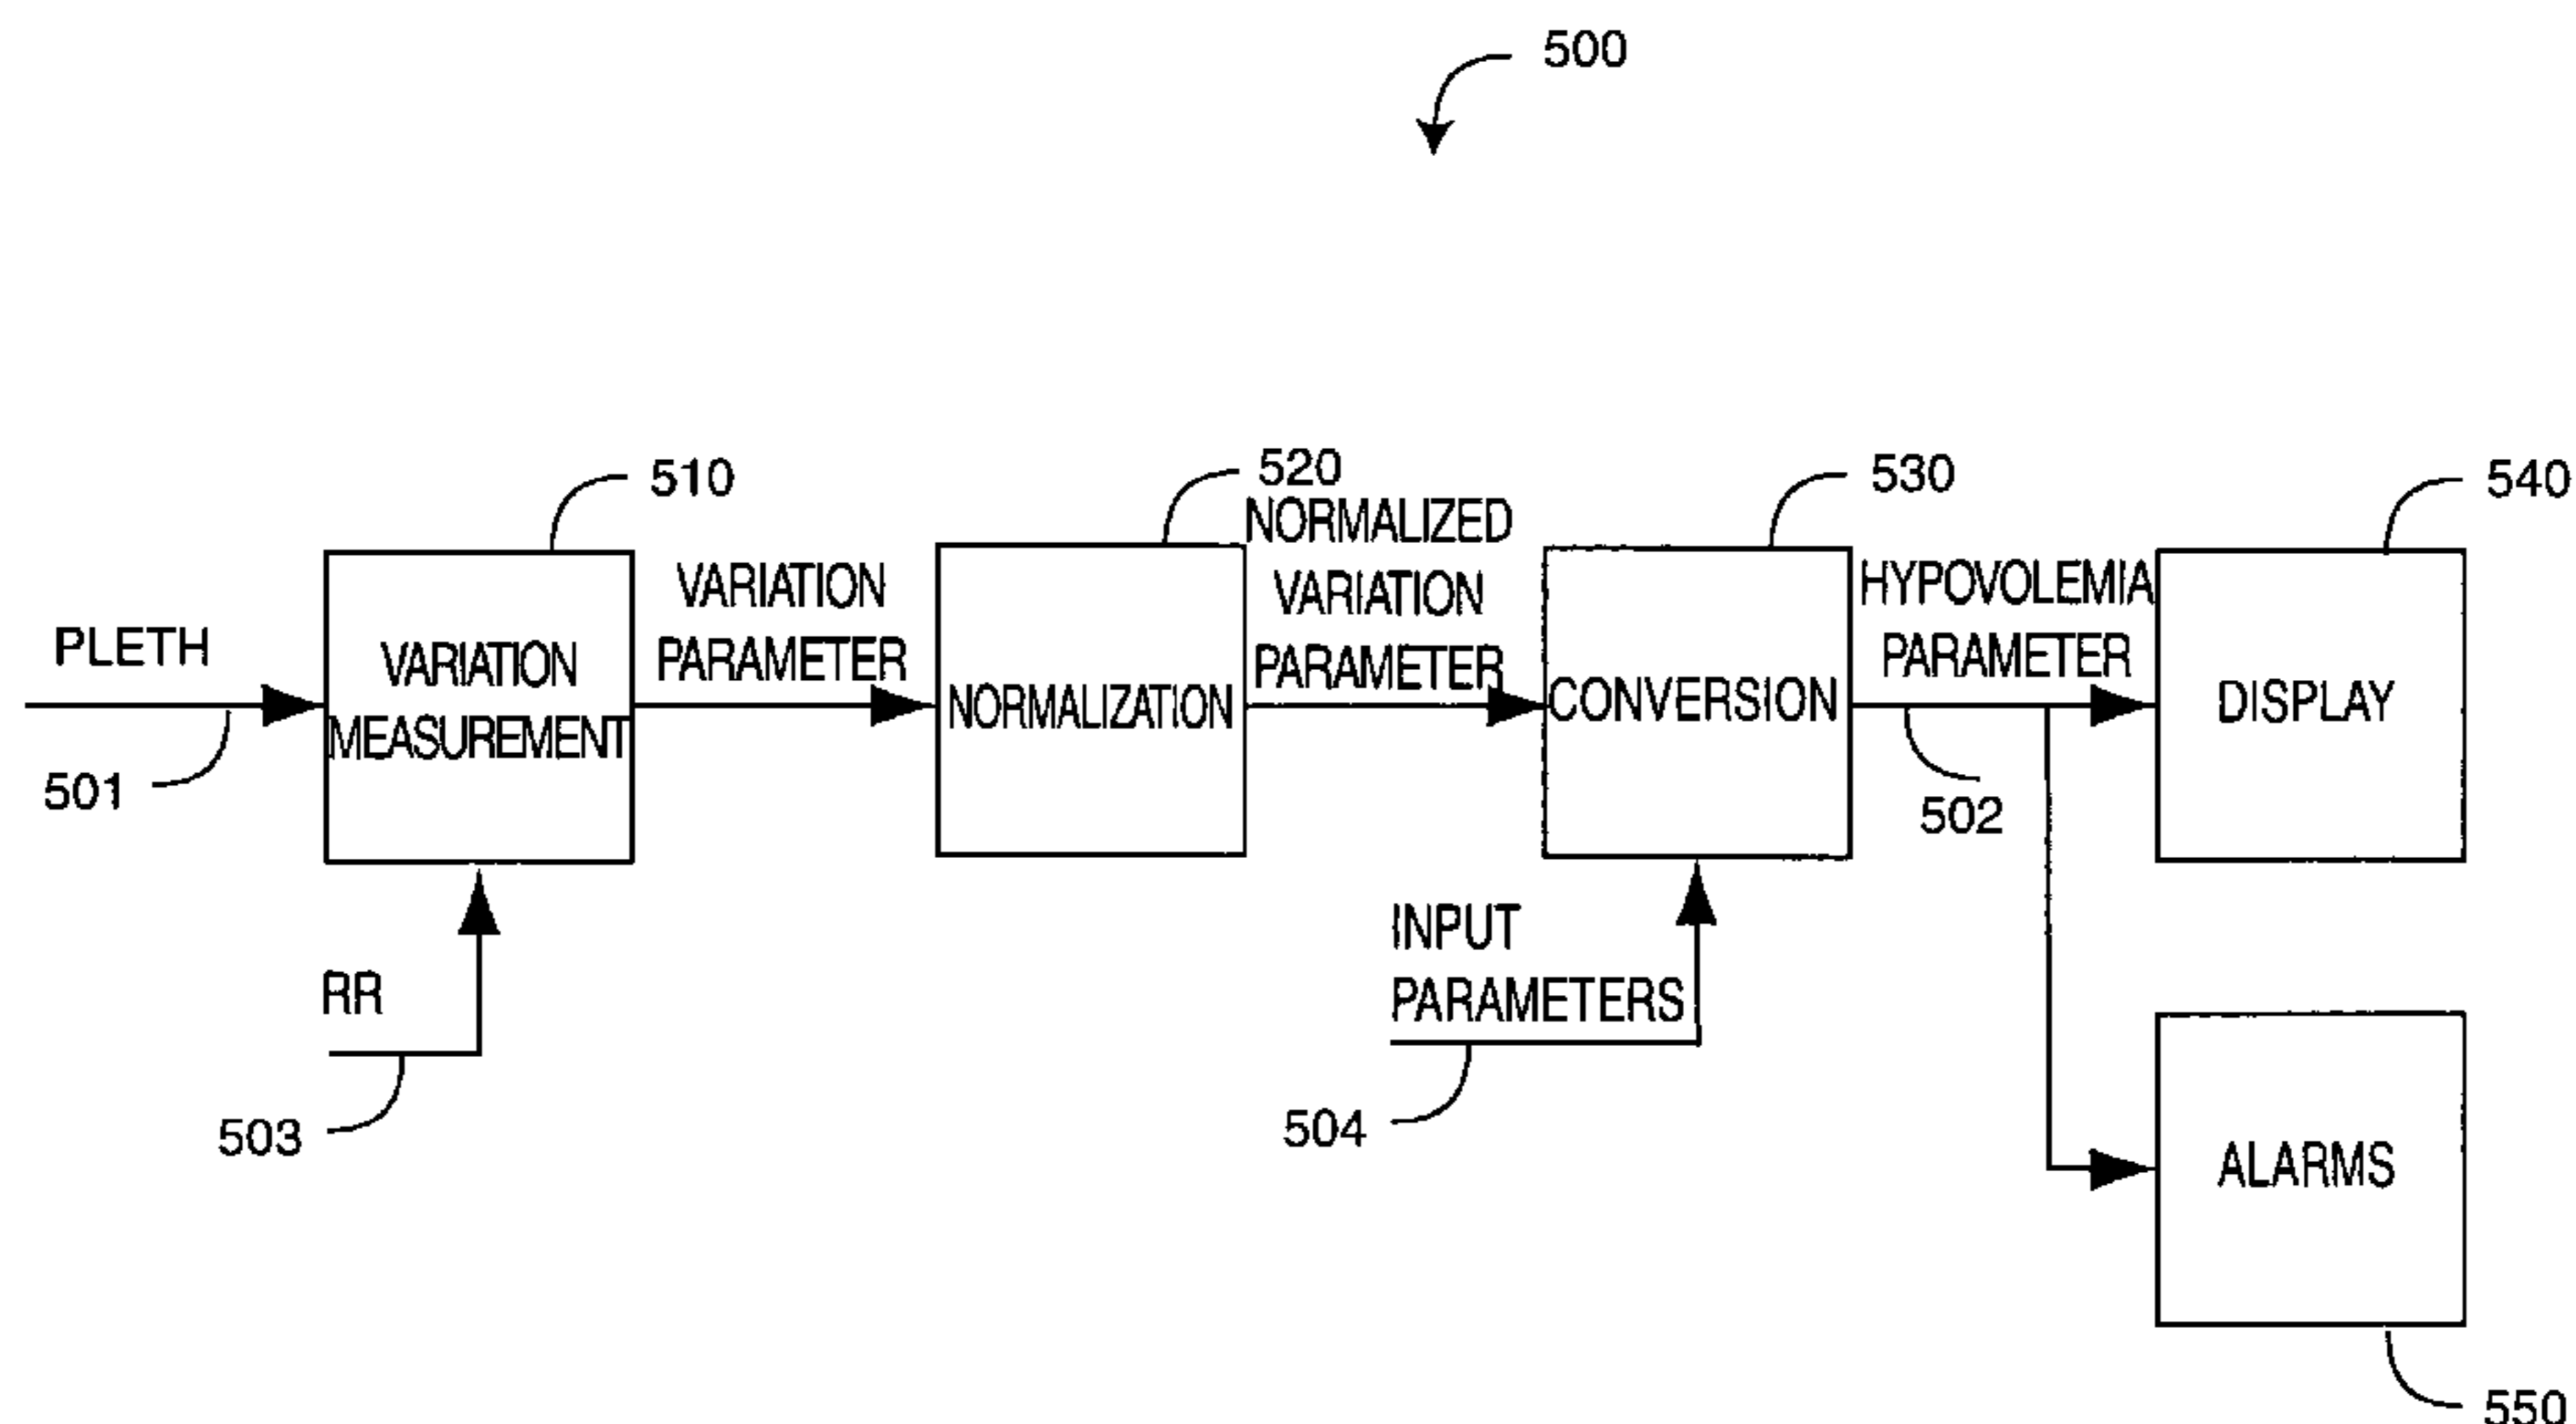 500
510
520
530
540
PLETH
501
VARIATION
MEASUREMENT
RR
503
VARIATION
PARAMETER
NORMALIZATION
NORMALIZED
VARIATION
PARAMETER
CONVERSION
INPUT
PARAMETERS
504
HYPOVOLEMIA
PARAMETER
502
DISPLAY
ALARMS
550